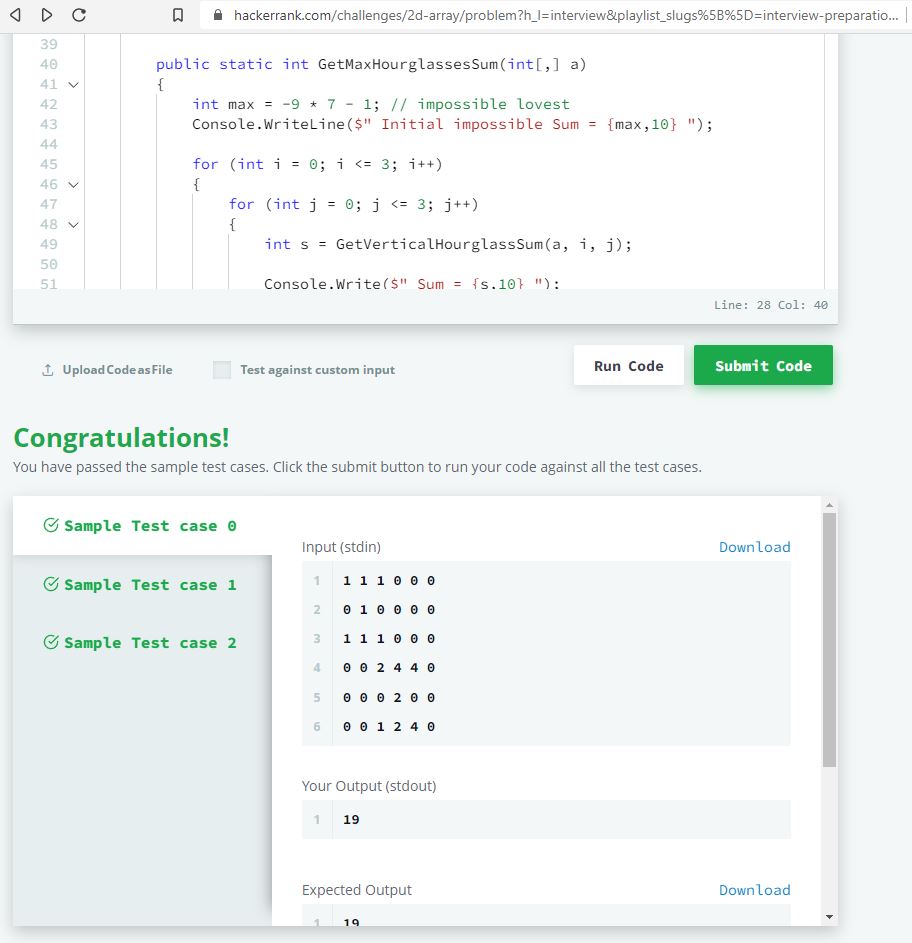 hackerrank.com/challenges/2d-array/problem?h_l=interview&playlist_slugs%5B%5D=interview-preparatio...
39
40 public static int GetMaxHourglassesSum(int[,] a)
41 {
42 int max = -9 * 7 - 1; // impossible lovest
43 Console.WriteLine($" Initial impossible Sum = {max,10} ");
44
45 for (int i = 0; i <= 3; i++)
46 {
47 for (int j = 0; j <= 3; j++)
48 {
49 int s = GetVerticalHourglassSum(a, i, j);
50
51 Console.Write($" Sum = {s,10} ");
Line: 28 Col: 40
Upload Code as File Test against custom input Run Code Submit Code
Congratulations!
You have passed the sample test cases. Click the submit button to run your code against all the test cases.
Sample Test case 0
Sample Test case 1
Sample Test case 2
Input (stdin) Download
1 1 1 1 0 0 0
2 0 1 0 0 0 0
3 1 1 1 0 0 0
4 0 0 2 4 4 0
5 0 0 0 2 0 0
6 0 0 1 2 4 0
Your Output (stdout)
1 19
Expected Output Download
1 19